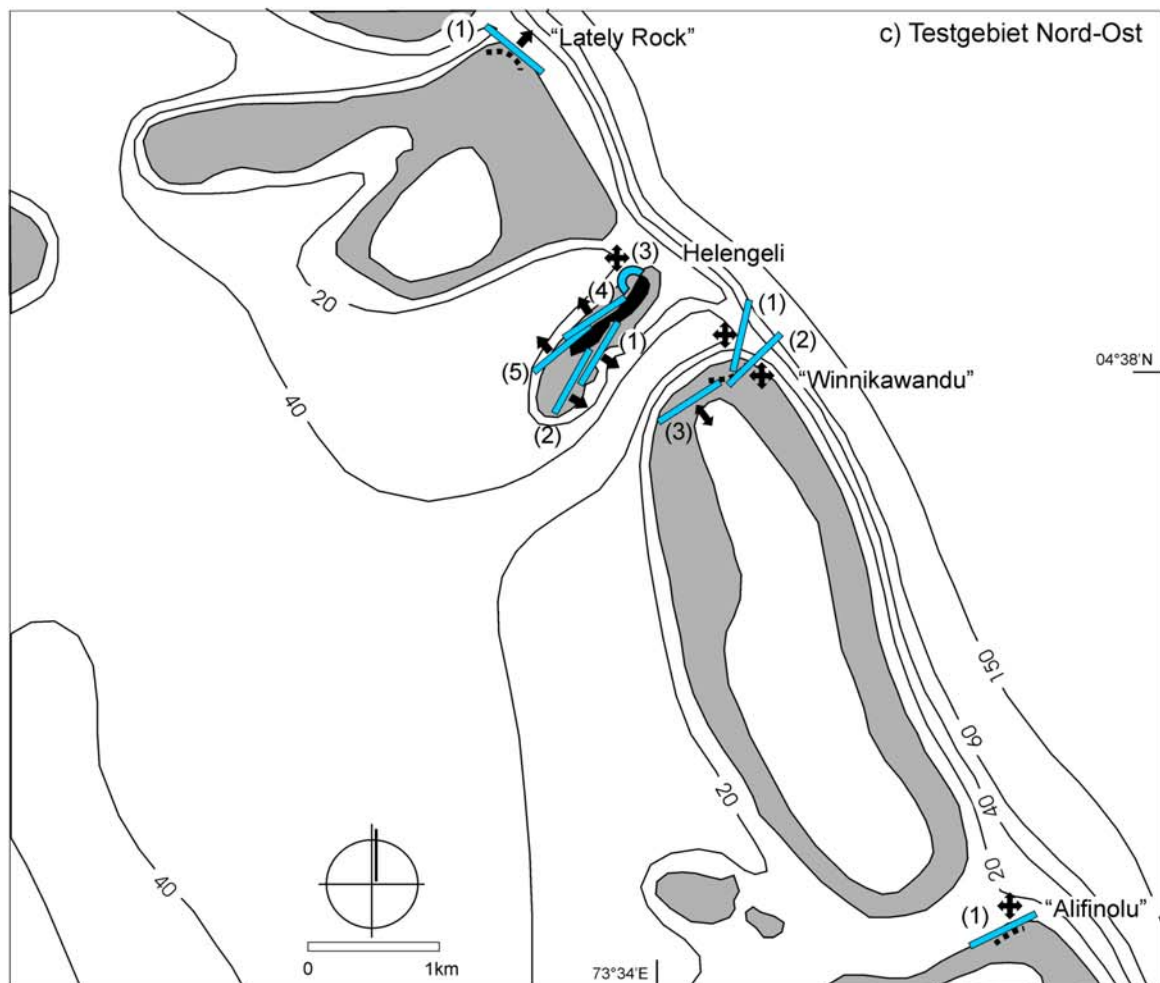 c) Testgebiet Nord-Ost
(1)
“Lately Rock”
(3)
Helengeli
20
(4)
(1)
(1)
(2)
04°38'N
(5)
“Winnikawandu”
40
(2)
(3)
150
60
20
40
40
20
(1)
“Alifinolu”
0
1km
73°34'E